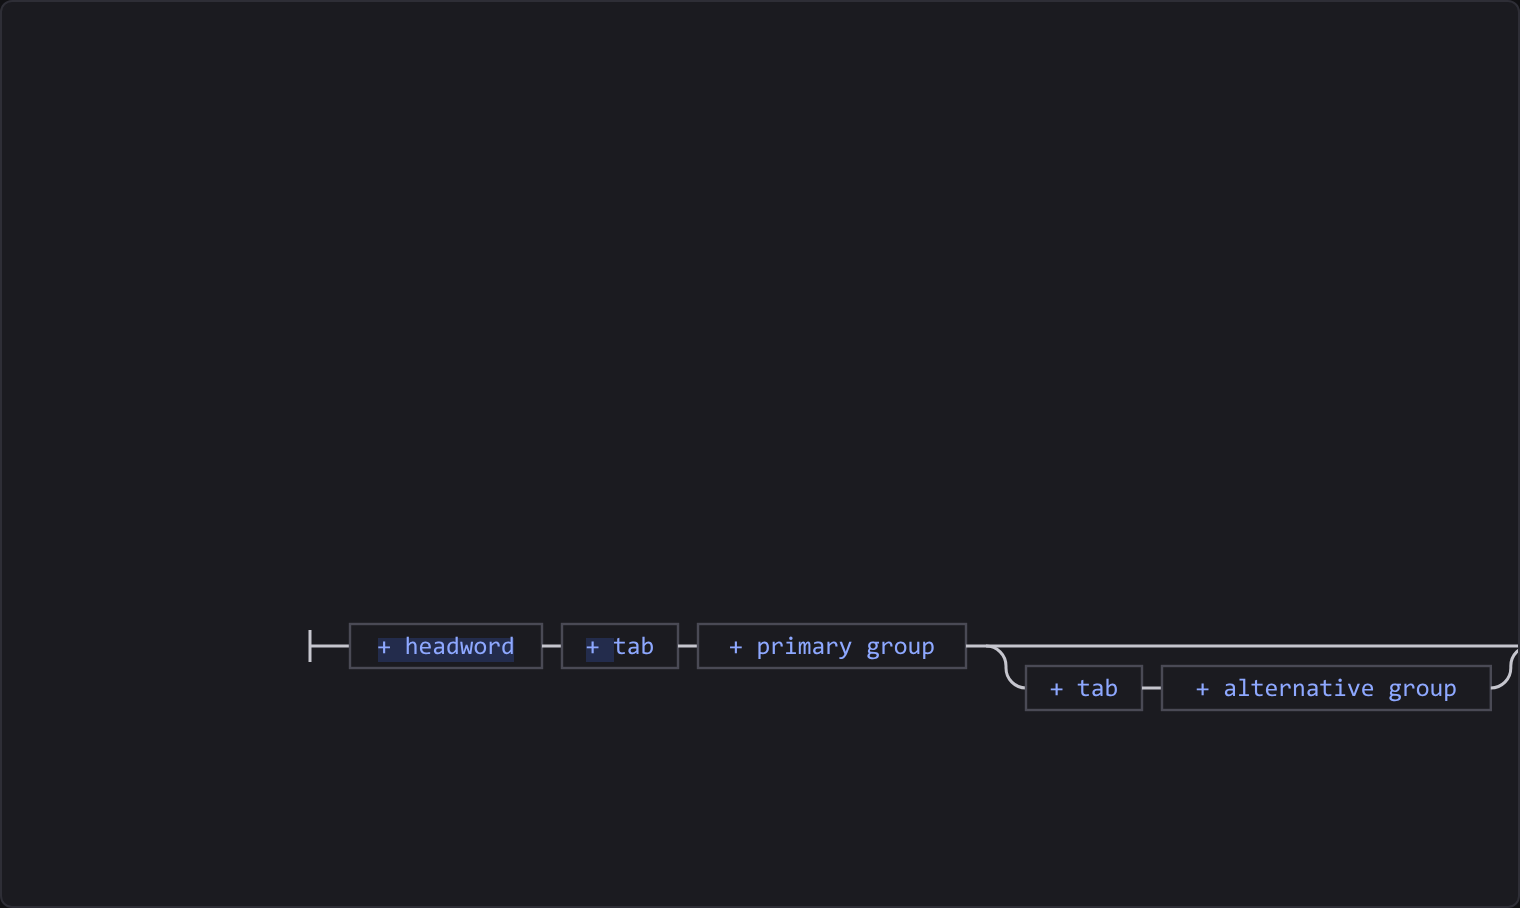 + headword + tab + primary group
+ tab + alternative group